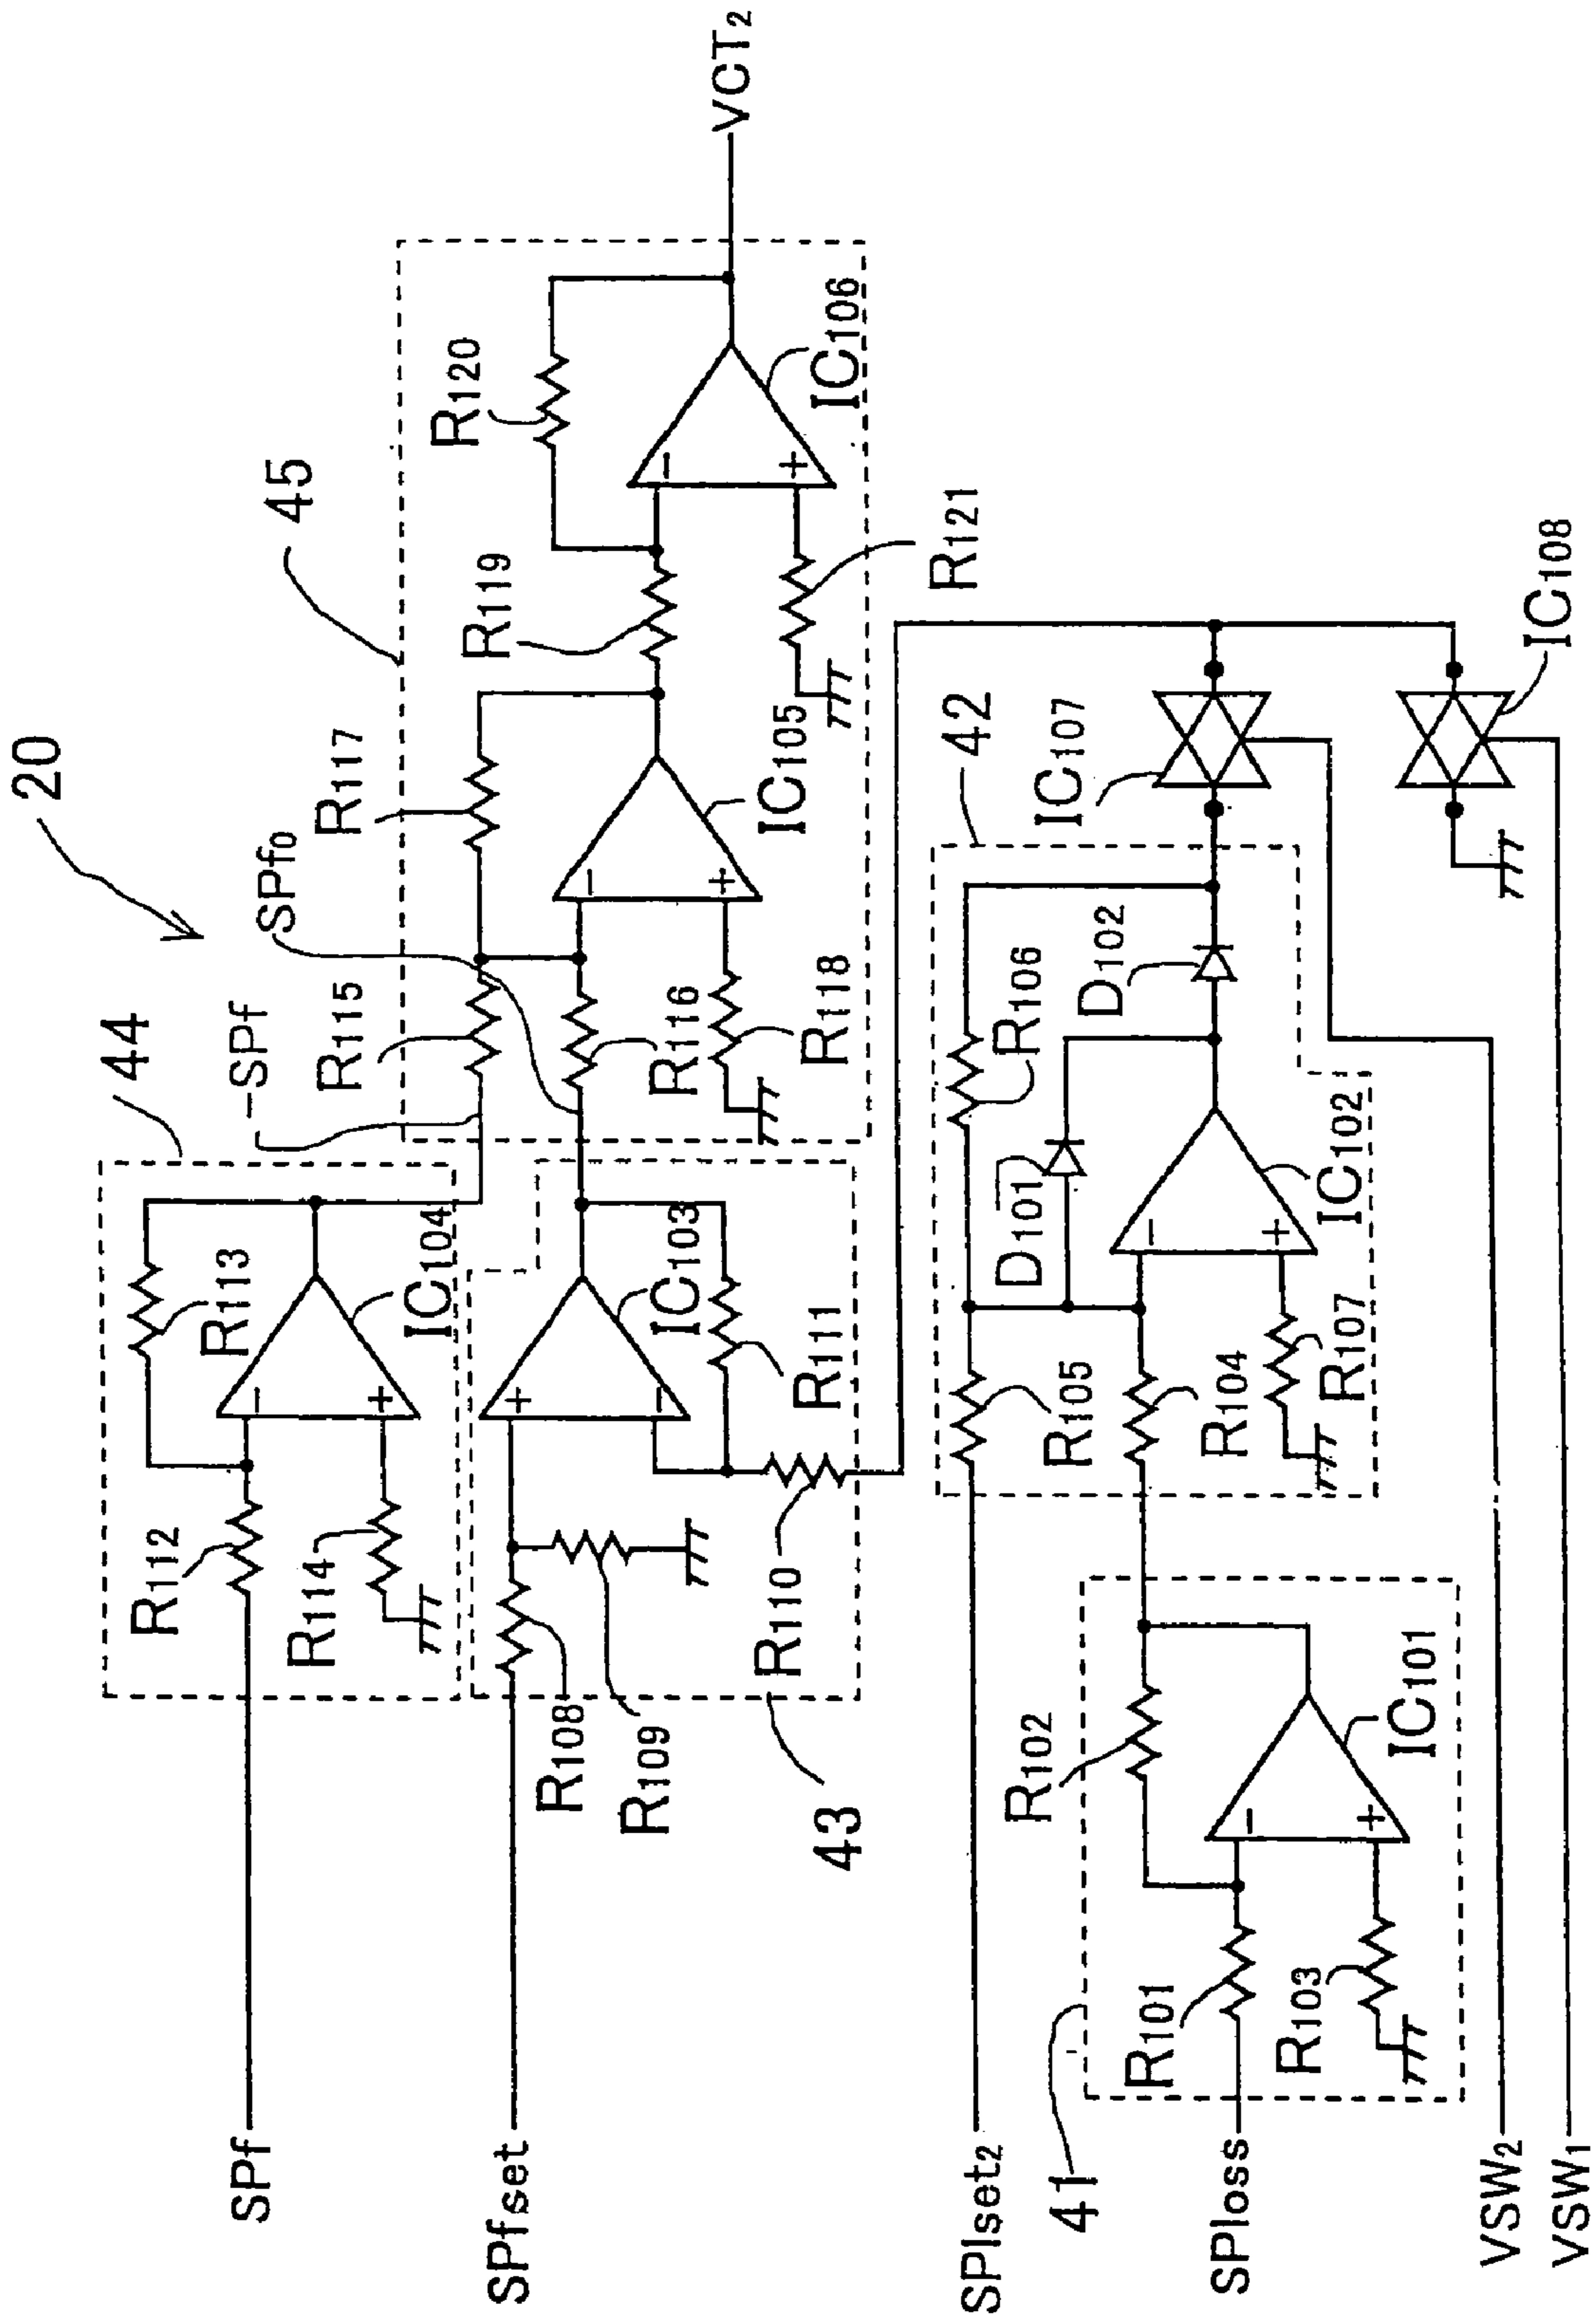 20
SPf
R112
R113
R114
IC104
44
-SPf
SPf0
R115
R116
R117
R118
IC105
45
R119
R120
R121
IC106
VCT2
SPfset
R108
R109
R110
R111
IC103
43
SPlset2
R105
R106
D101
D102
R104
R107
IC102
42
IC107
IC108
41
SPloss
R101
R102
R103
IC101
VSW2
VSW1